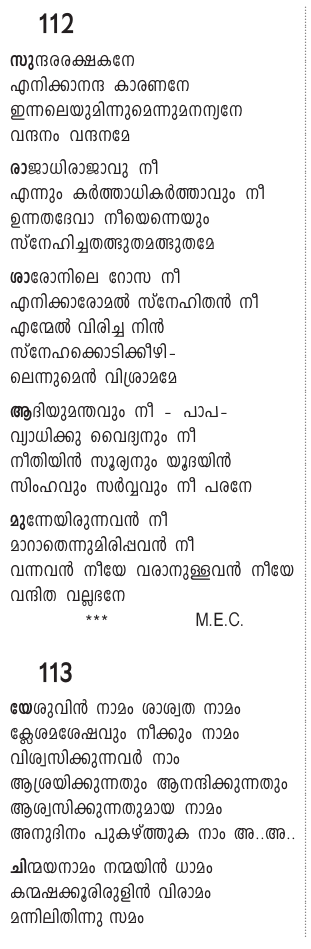 112
സുന്ദരരക്ഷകനേ
എനിക്കാനന്ദ കാരണനേ
ഇന്നലെയുമിന്നുമെന്നുമനന്യനേ
വന്ദനം വന്ദനമേ
രാജാധിരാജാവു നീ
എന്നും കർത്താധികർത്താവും നീ
ഉന്നതദേവാ നീയെന്നെയും
സ്നേഹിച്ചതത്ഭുതമത്ഭുതമേ
ശാരോനിലെ റോസ നീ
എനിക്കാരോമൽ സ്നേഹിതൻ നീ
എന്മേൽ വിരിച്ച നിൻ
സ്നേഹക്കൊടിക്കീഴി-
ലെന്നുമെൻ വിശ്രാമമേ
ആദിയുമന്തവും നീ - പാപ-
വ്യാധിക്കു വൈദ്യനും നീ
നീതിയിൻ സൂര്യനും യൂദയിൻ
സിംഹവും സർവ്വവും നീ പരനേ
മുന്നേയിരുന്നവൻ നീ
മാറാതെന്നുമിരിപ്പവൻ നീ
വന്നവൻ നീയേ വരാനുള്ളവൻ നീയേ
വന്ദിത വല്ലഭനേ
*** M.E.C.
113
യേശുവിൻ നാമം ശാശ്വത നാമം
ക്ലേശമശേഷവും നീക്കും നാമം
വിശ്വസിക്കുന്നവർ നാം
ആശ്രയിക്കുന്നതും ആനന്ദിക്കുന്നതും
ആശ്വസിക്കുന്നതുമായ നാമം
അനുദിനം പുകഴ്ത്തുക നാം അ..അ..
ചിന്മയനാമം നന്മയിൻ ധാമം
കന്മഷക്കൂരിരുളിൻ വിരാമം
മന്നിലിതിന്നു സമം